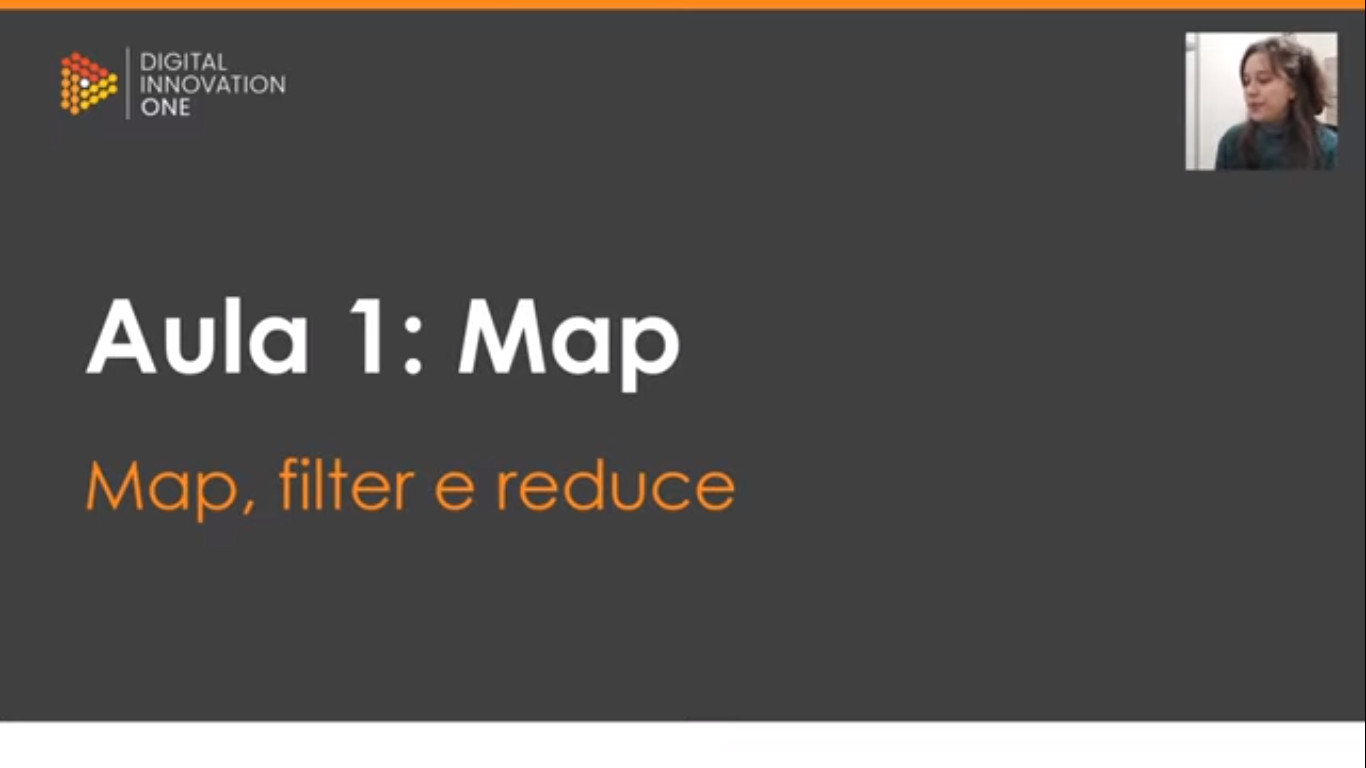 DIGITAL
INNOVATION
ONE
Aula 1: Map
Map, filter e reduce